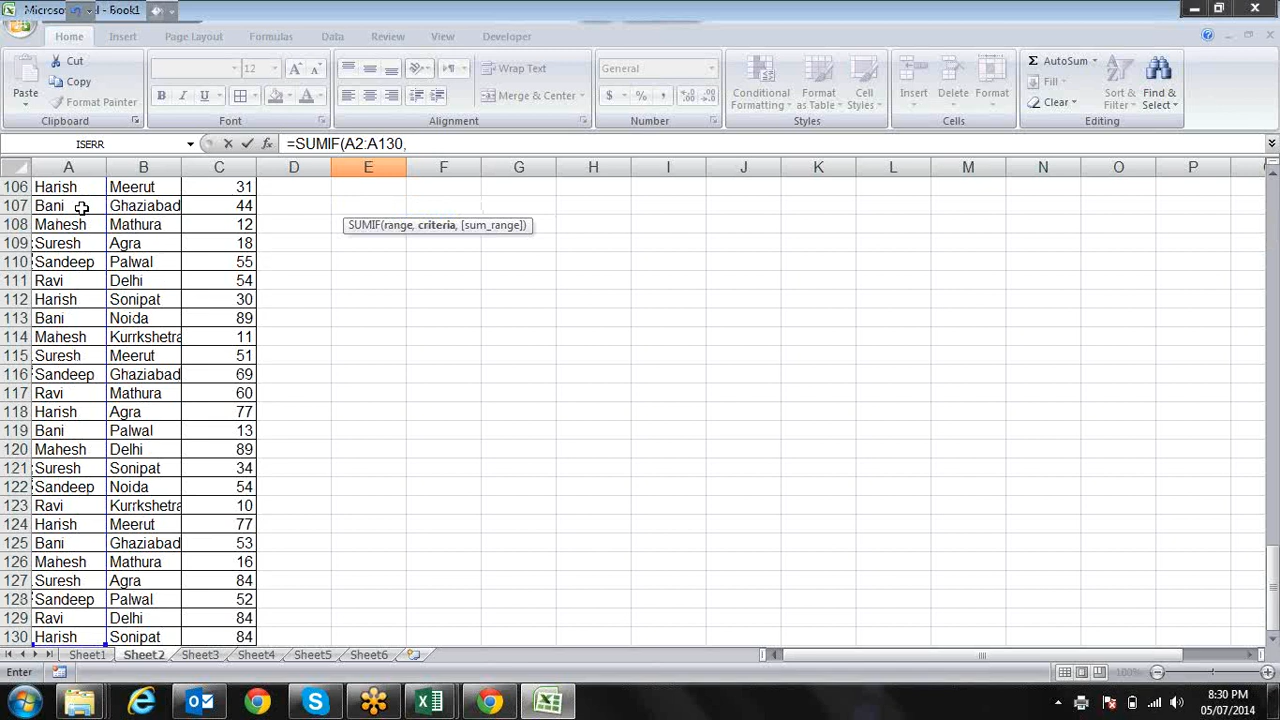 Microso d - Book1
Home Insert Page Layout Formulas Data Review View Developer
Paste Cut Copy Format Painter
12
Wrap Text Merge & Center
General
$ % ,
Conditional Formatting Format as Table Cell Styles
Insert Delete Format
AutoSum Fill Clear Sort & Filter Find & Select
Clipboard Font Alignment Number Styles Cells Editing
ISERR =SUMIF(A2:A130,
A B C D E F G H I J K L M N O P
106 Harish Meerut 31
107 Bani Ghaziabad 44
108 Mahesh Mathura 12
SUMIF(range, criteria, [sum_range])
109 Suresh Agra 18
110 Sandeep Palwal 55
111 Ravi Delhi 54
112 Harish Sonipat 30
113 Bani Noida 89
114 Mahesh Kurrkshetra 11
115 Suresh Meerut 51
116 Sandeep Ghaziabad 69
117 Ravi Mathura 60
118 Harish Agra 77
119 Bani Palwal 13
120 Mahesh Delhi 89
121 Suresh Sonipat 34
122 Sandeep Noida 54
123 Ravi Kurrkshetra 10
124 Harish Meerut 77
125 Bani Ghaziabad 53
126 Mahesh Mathura 16
127 Suresh Agra 84
128 Sandeep Palwal 52
129 Ravi Delhi 84
130 Harish Sonipat 84
Sheet1 Sheet2 Sheet3 Sheet4 Sheet5 Sheet6
Enter 100%
8:30 PM
05/07/2014